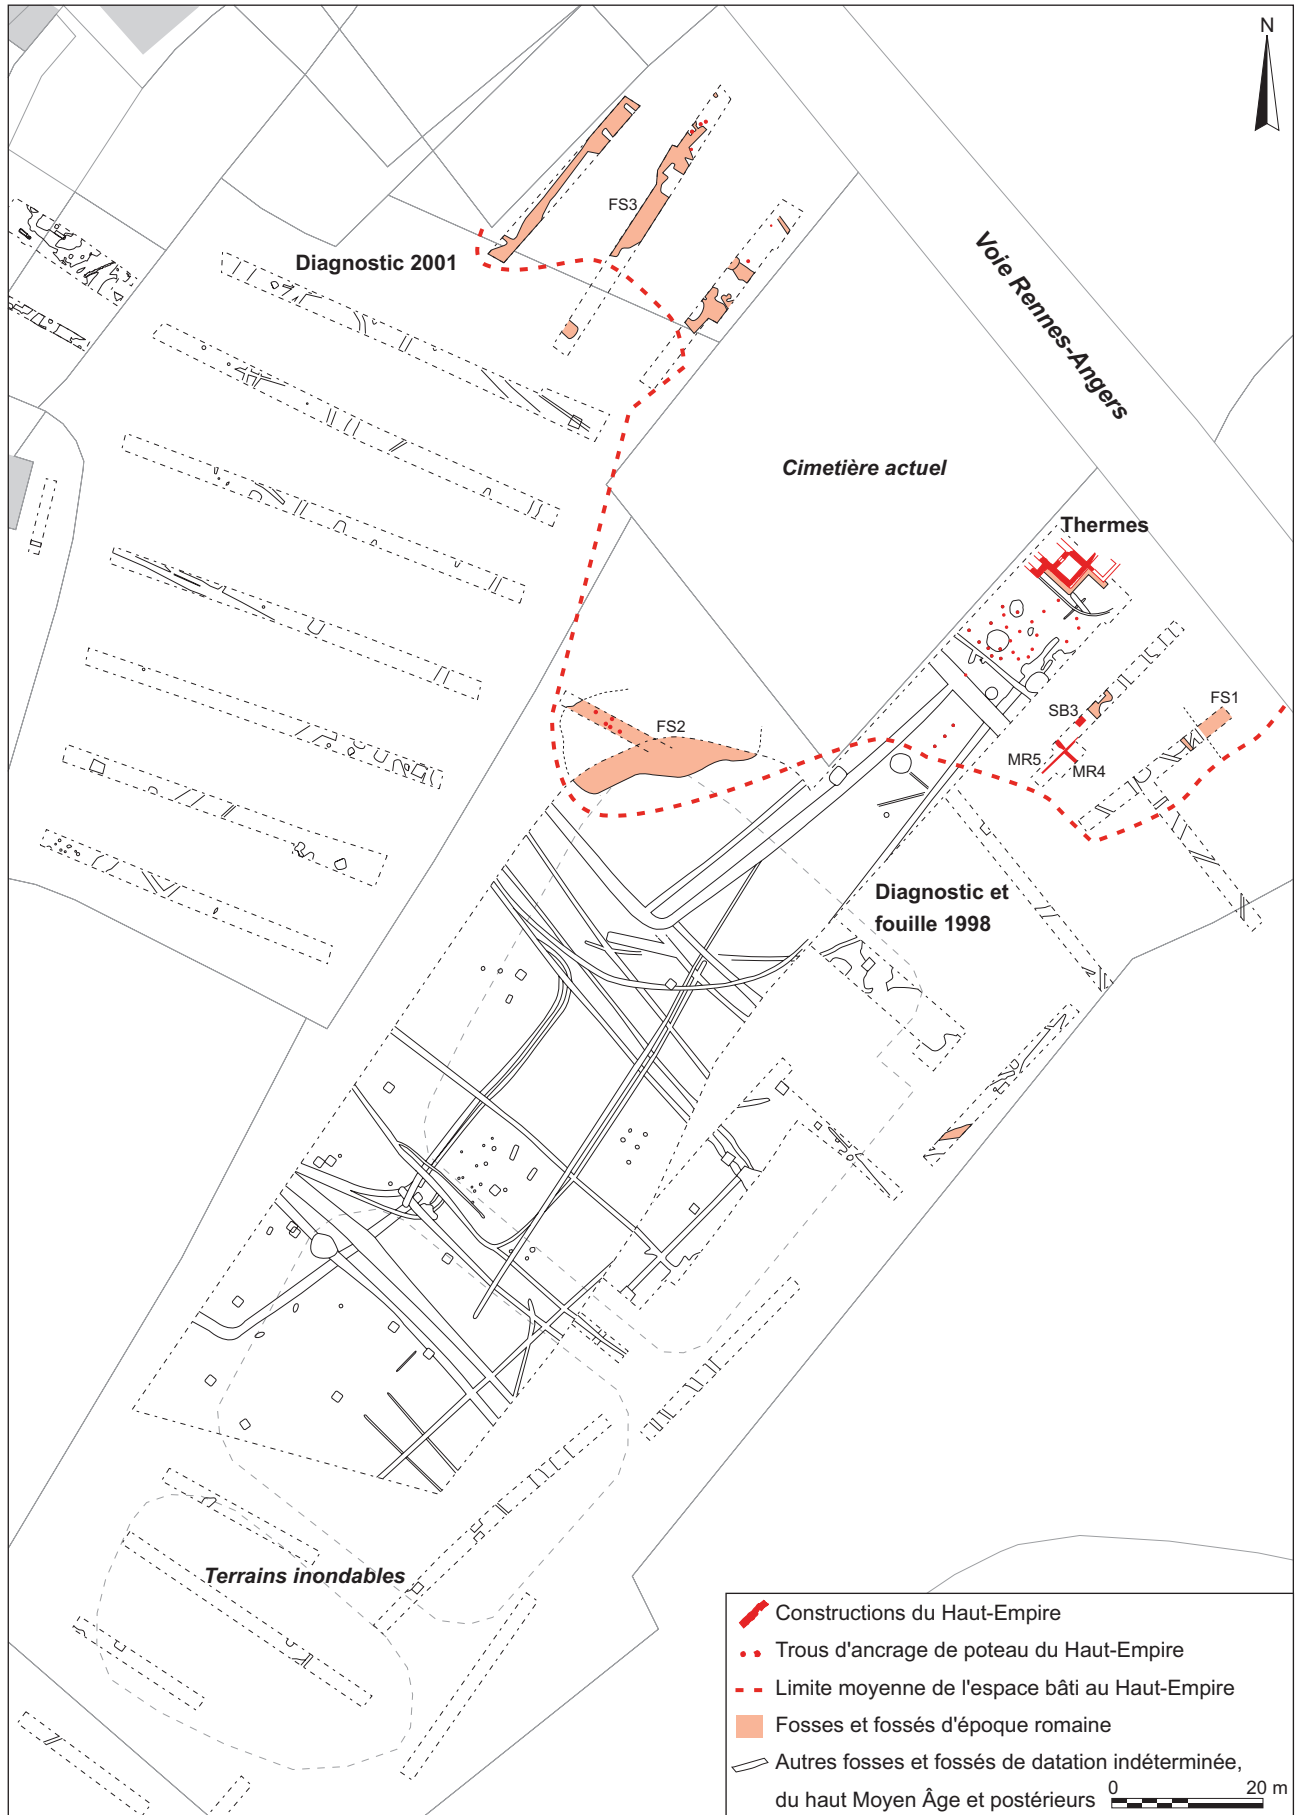 N
FS3
Diagnostic 2001
Voie Rennes-Angers
Cimetière actuel
Thermes
FS2
SB3
FS1
MR5
MR4
Diagnostic et
fouille 1998
Terrains inondables
Constructions du Haut-Empire
Trous d'ancrage de poteau du Haut-Empire
Limite moyenne de l'espace bâti au Haut-Empire
Fosses et fossés d'époque romaine
Autres fosses et fossés de datation indéterminée,
du haut Moyen Âge et postérieurs
0 20 m